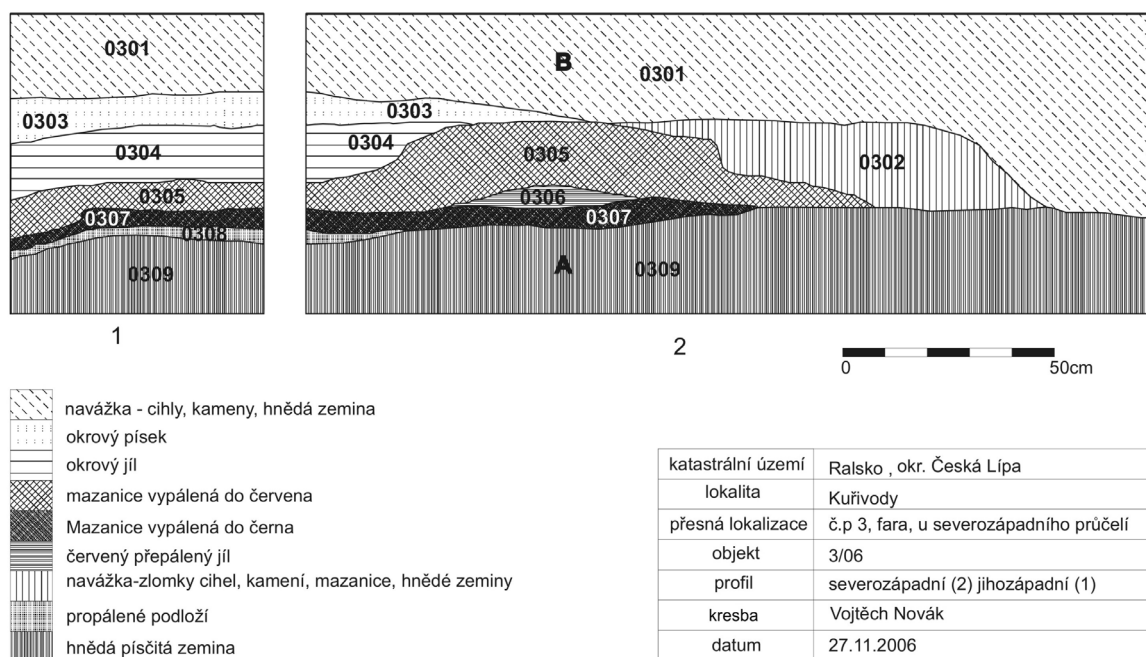 0301
0303
0304
0305
0307
0308
0309
1
B
0301
0303
0304
0305
0302
0306
0307
A
0309
2
0
50cm
navážka - cihly, kameny, hnědá zemina
okrový písek
okrový jíl
mazanice vypálená do červena
Mazanice vypálená do černa
červený přepálený jíl
navážka-zlomky cihel, kamení, mazanice, hnědé zeminy
propálené podloží
hnědá písčitá zemina
katastrální území Ralsko , okr. Česká Lípa
lokalita Kuřivody
přesná lokalizace č.p 3, fara, u severozápadního průčelí
objekt 3/06
profil severozápadní (2) jihozápadní (1)
kresba Vojtěch Novák
datum 27.11.2006